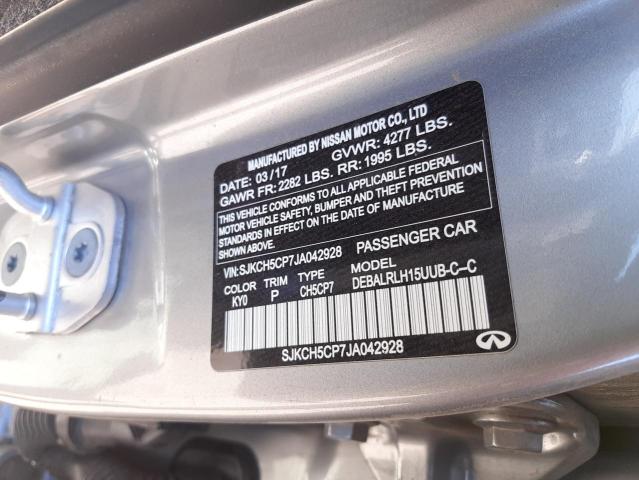 MANUFACTURED BY NISSAN MOTOR CO., LTD
DATE: 03/17 GVWR: 4277 LBS.
GAWR FR: 2282 LBS. RR: 1995 LBS.
THIS VEHICLE CONFORMS TO ALL APPLICABLE FEDERAL
MOTOR VEHICLE SAFETY, BUMPER AND THEFT PREVENTION
STANDARDS IN EFFECT ON THE DATE OF MANUFACTURE
SHOWN ABOVE.
VIN:SJKCH5CP7JA042928 PASSENGER CAR
COLOR TRIM TYPE MODEL
KY0 P CH5CP7 DEBALRLH15UUB-C--C
SJKCH5CP7JA042928